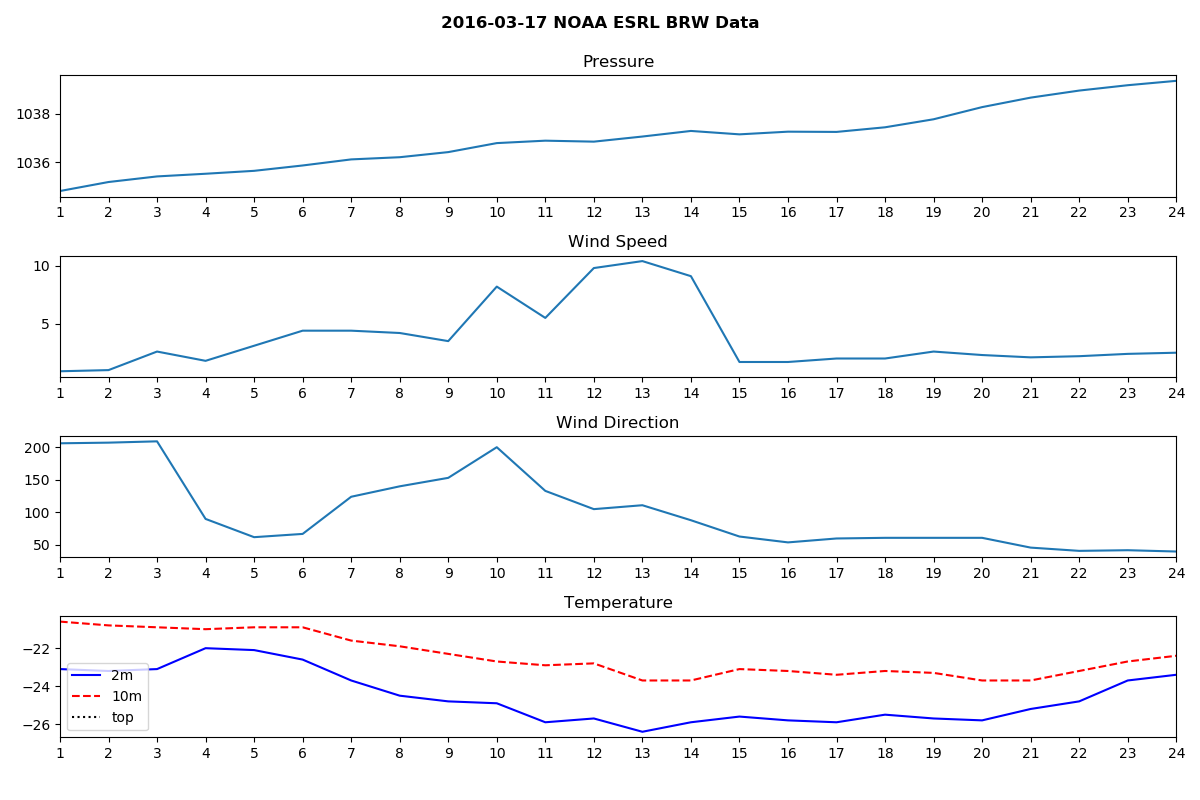 2016-03-17 NOAA ESRL BRW Data
Pressure
1038
1036
1 2 3 4 5 6 7 8 9 10 11 12 13 14 15 16 17 18 19 20 21 22 23 24
Wind Speed
10
5
1 2 3 4 5 6 7 8 9 10 11 12 13 14 15 16 17 18 19 20 21 22 23 24
Wind Direction
200
150
100
50
1 2 3 4 5 6 7 8 9 10 11 12 13 14 15 16 17 18 19 20 21 22 23 24
Temperature
−22
−24
−26
2m
10m
top
1 2 3 4 5 6 7 8 9 10 11 12 13 14 15 16 17 18 19 20 21 22 23 24